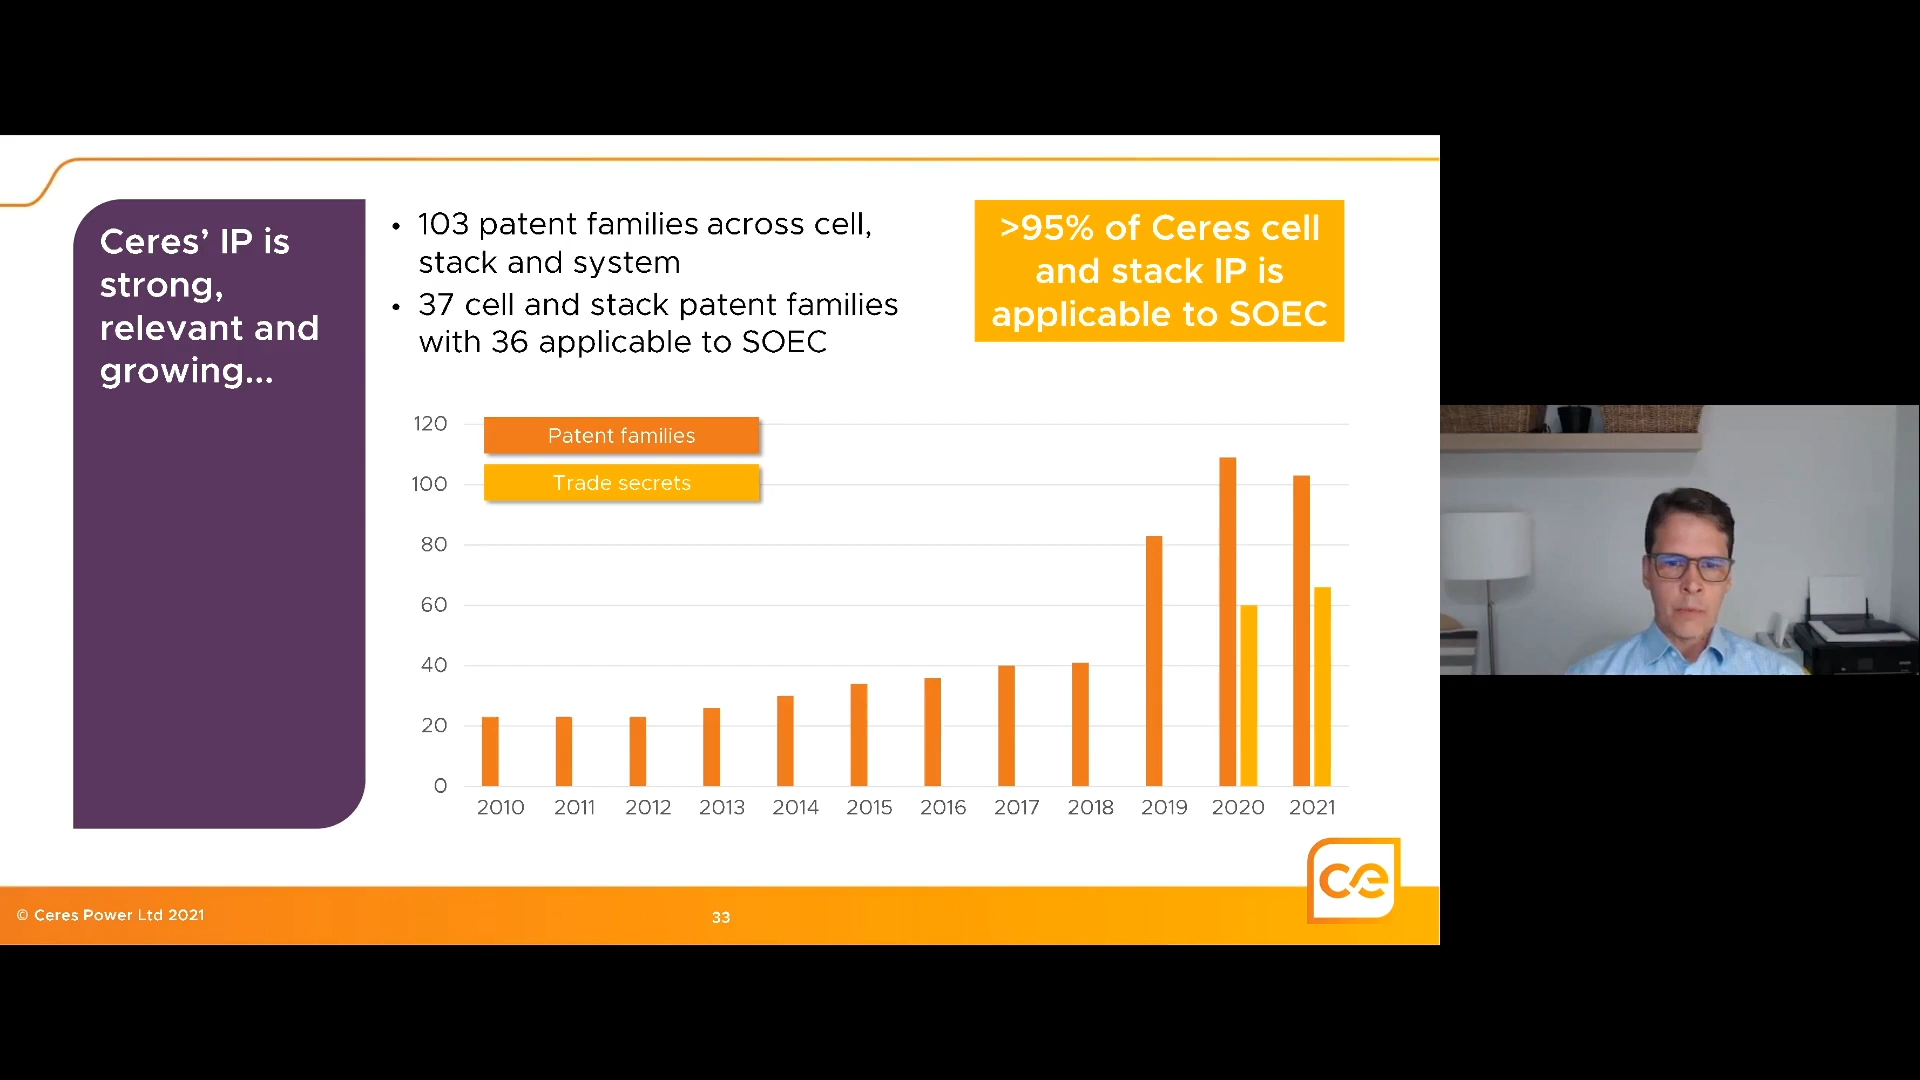 Ceres’ IP is
strong,
relevant and
growing...
• 103 patent families across cell,
stack and system
• 37 cell and stack patent families
with 36 applicable to SOEC
>95% of Ceres cell
and stack IP is
applicable to SOEC
Patent families
Trade secrets
120
100
80
60
40
20
0
2010 2011 2012 2013 2014 2015 2016 2017 2018 2019 2020 2021
ce
© Ceres Power Ltd 2021
33